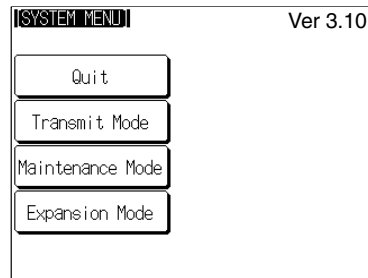 [SYSTEM MENU] Ver 3.10
Quit
Transmit Mode
Maintenance Mode
Expansion Mode